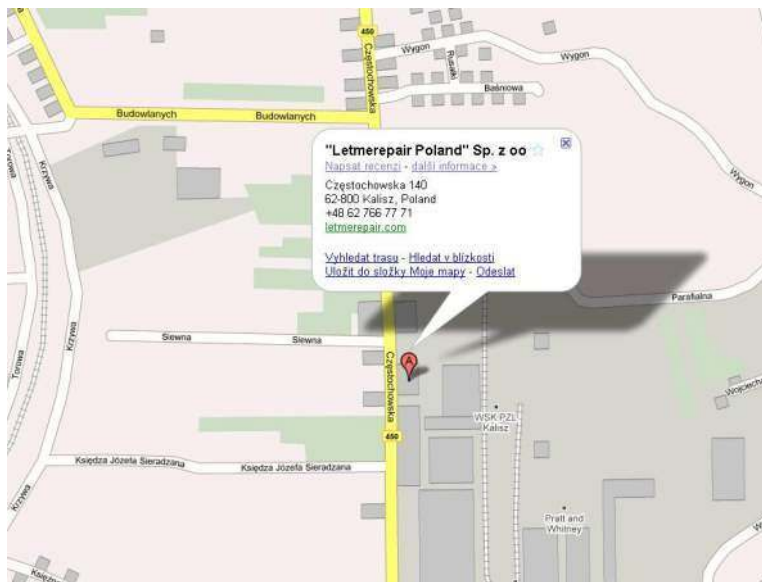 450
Częstochowska
Wygon
Rusałki
Wygon
Baśniowa
Budowlanych
Budowlanych
Krzywa
Torowa
"Letmerepair Poland" Sp. z oo
Napsat recenzi - další informace >
Częstochowska 140
62-800 Kalisz, Poland
+48 62 766 77 71
letmerepair.com
Vyhledat trasu - Hledat v blízkosti
Uložit do složky Moje mapy - Odeslat
Wygon
Parafialna
Siewna
Siewna
Krzywa
Torowa
A
Częstochowska
WSK PZL
Kalisz
450
Księdza Józefa Sieradzana
Księdza Józefa Sieradzana
Krzywa
Pratt and
Whitney